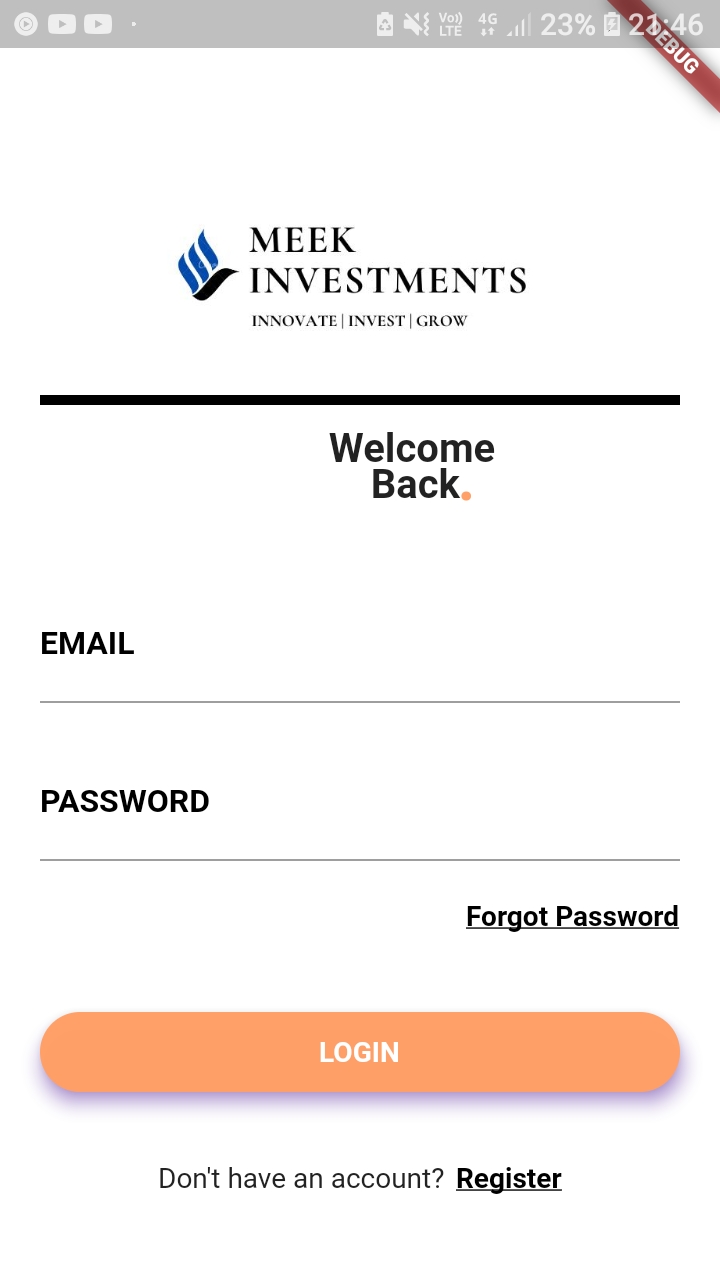 Vo)) LTE 4G 23% 21:46
DEBUG
MEEK
INVESTMENTS
INNOVATE | INVEST | GROW
Welcome
Back.
EMAIL
PASSWORD
Forgot Password
LOGIN
Don't have an account? Register